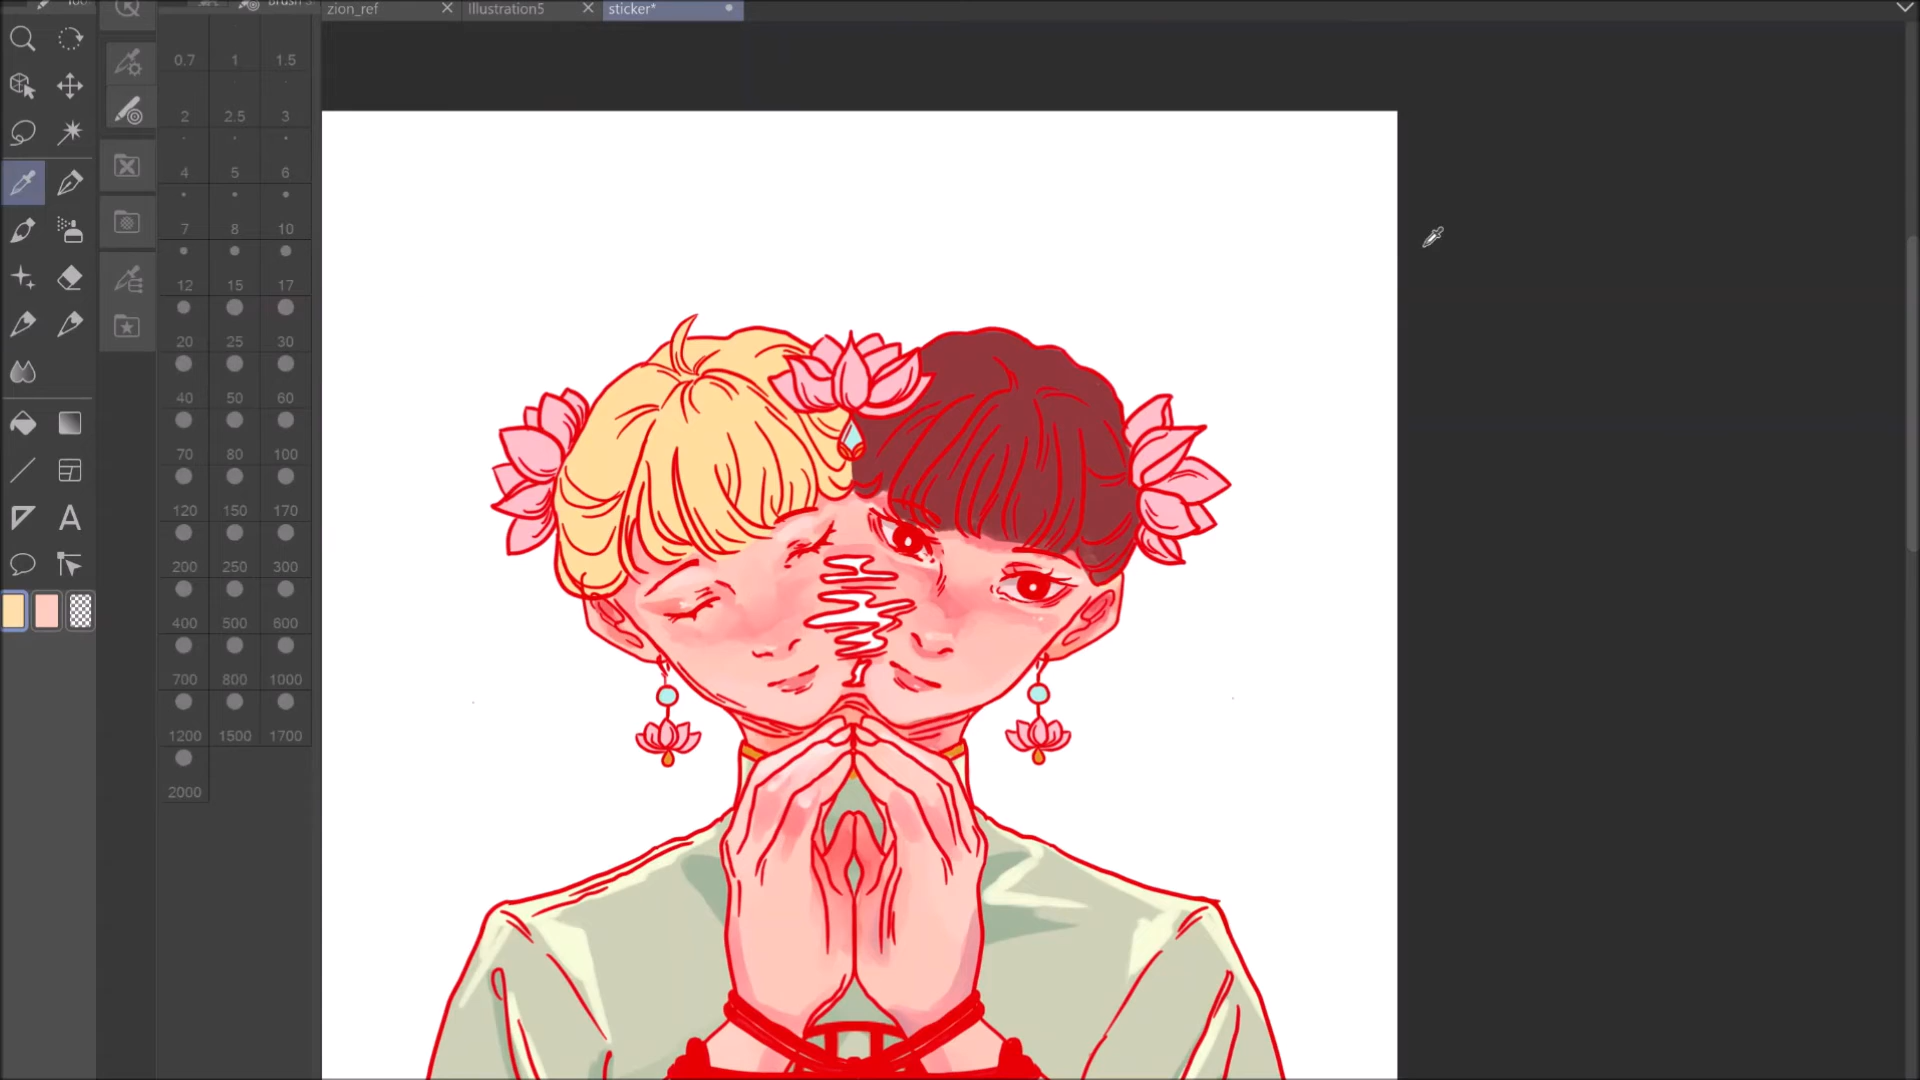 zion_ref
Illustration5
sticker*
0.7 1 1.5
2 2.5 3
4 5 6
7 8 10
12 15 17
20 25 30
40 50 60
70 80 100
120 150 170
200 250 300
400 500 600
700 800 1000
1200 1500 1700
2000